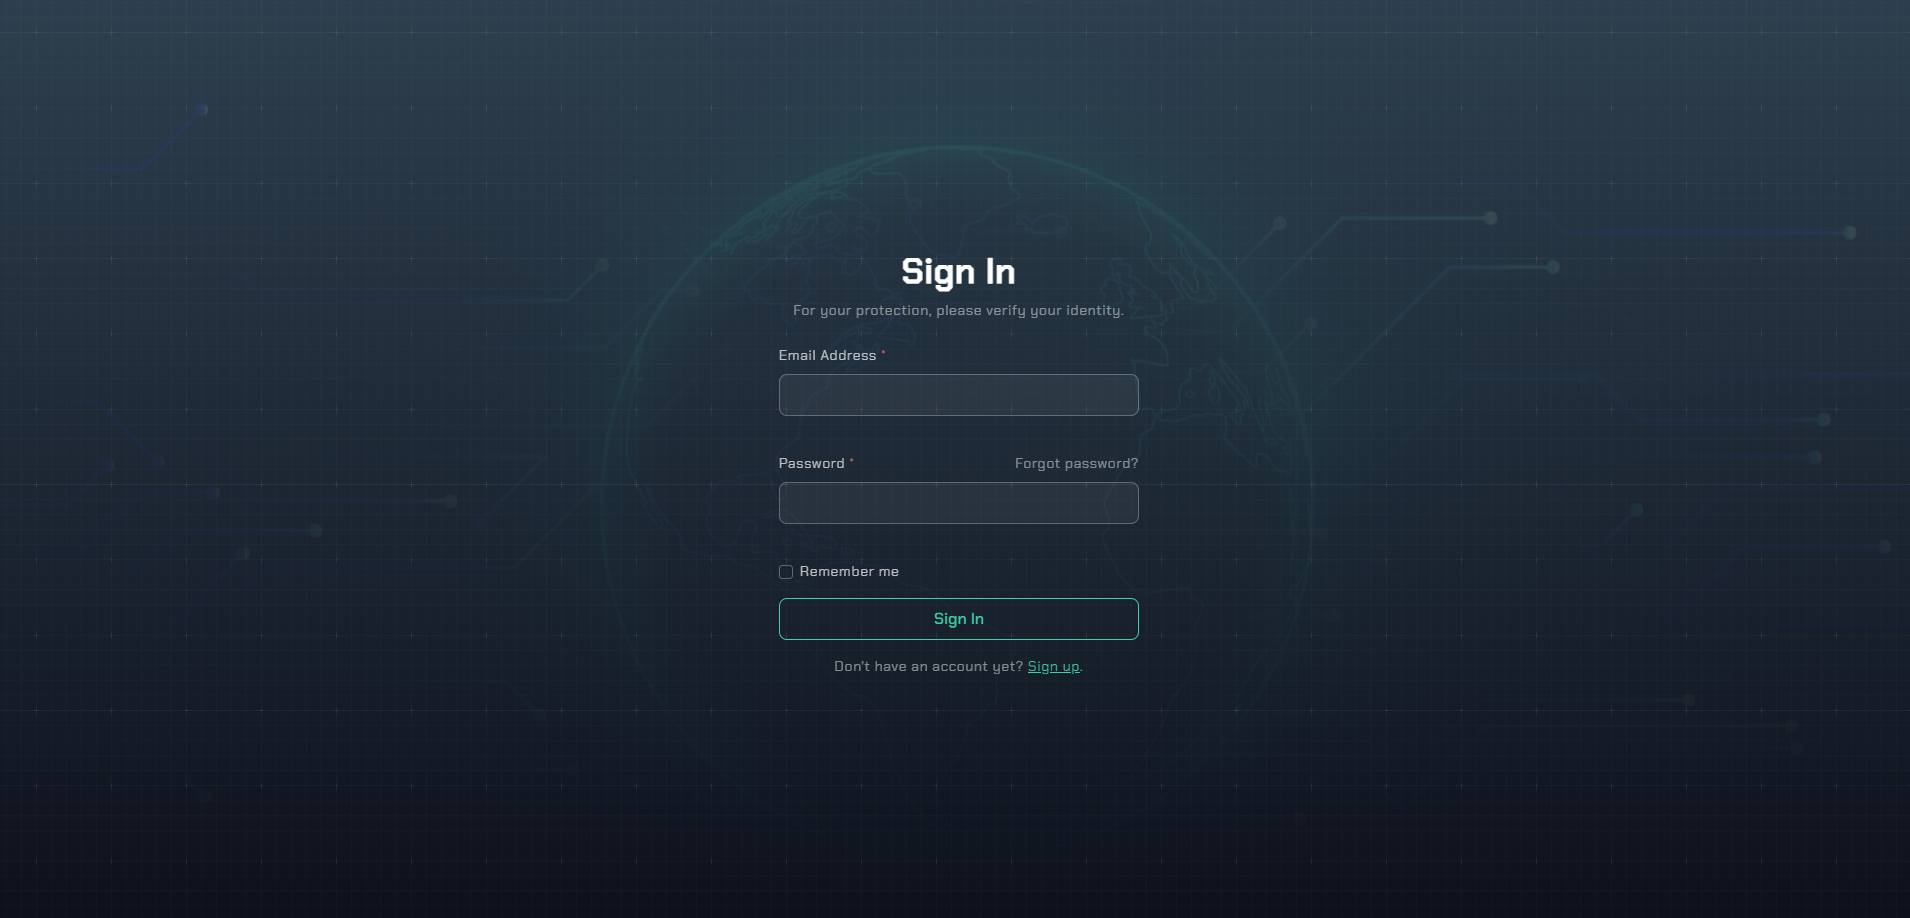 Sign In
For your protection, please verify your identity.
Email Address *
Password * Forgot password?
Remember me
Sign In
Don't have an account yet? Sign up.